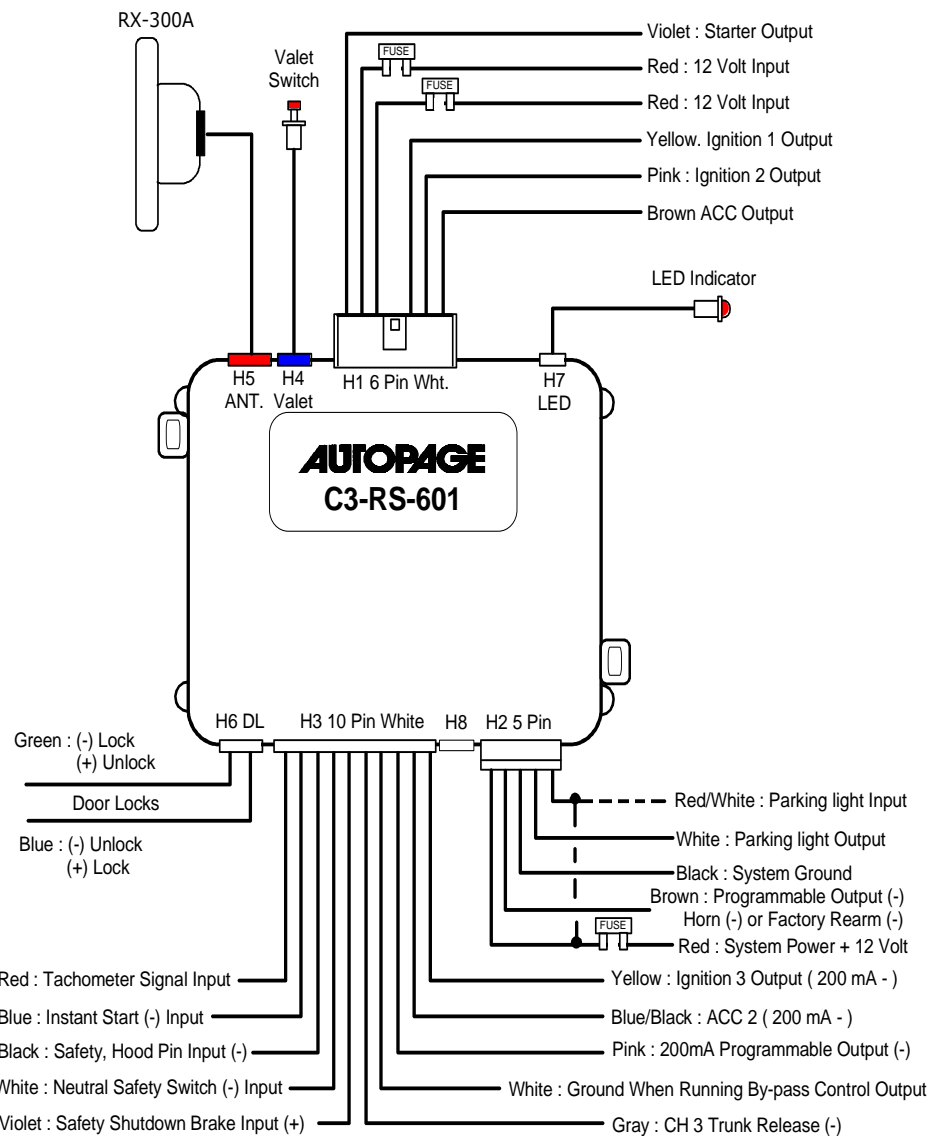 RX-300A
Valet
Switch
FUSE
FUSE
Violet : Starter Output
Red : 12 Volt Input
Red : 12 Volt Input
Yellow. Ignition 1 Output
Pink : Ignition 2 Output
Brown ACC Output
LED Indicator
H5
ANT.
H4
Valet
H1 6 Pin Wht.
H7
LED
AUTOPAGE
C3-RS-601
H6 DL
H3 10 Pin White
H8
H2 5 Pin
Green : (-) Lock
(+) Unlock
Door Locks
Blue : (-) Unlock
(+) Lock
Red/White : Parking light Input
White : Parking light Output
Black : System Ground
Brown : Programmable Output (-)
Horn (-) or Factory Rearm (-)
FUSE
Red : System Power + 12 Volt
Red : Tachometer Signal Input
Blue : Instant Start (-) Input
Black : Safety, Hood Pin Input (-)
White : Neutral Safety Switch (-) Input
Violet : Safety Shutdown Brake Input (+)
Yellow : Ignition 3 Output ( 200 mA - )
Blue/Black : ACC 2 ( 200 mA - )
Pink : 200mA Programmable Output (-)
White : Ground When Running By-pass Control Output
Gray : CH 3 Trunk Release (-)